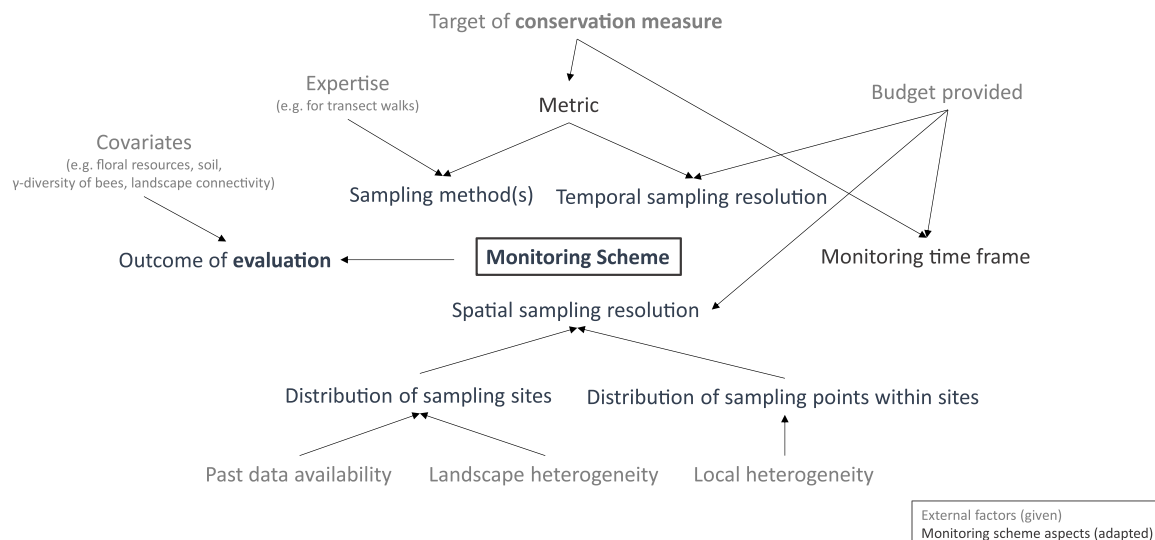 Target of conservation measure
Expertise
(e.g. for transect walks)
Metric
Budget provided
Covariates
(e.g. floral resources, soil,
γ-diversity of bees, landscape connectivity)
Sampling method(s)
Temporal sampling resolution
Outcome of evaluation
Monitoring Scheme
Monitoring time frame
Spatial sampling resolution
Distribution of sampling sites
Distribution of sampling points within sites
Past data availability
Landscape heterogeneity
Local heterogeneity
External factors (given)
Monitoring scheme aspects (adapted)